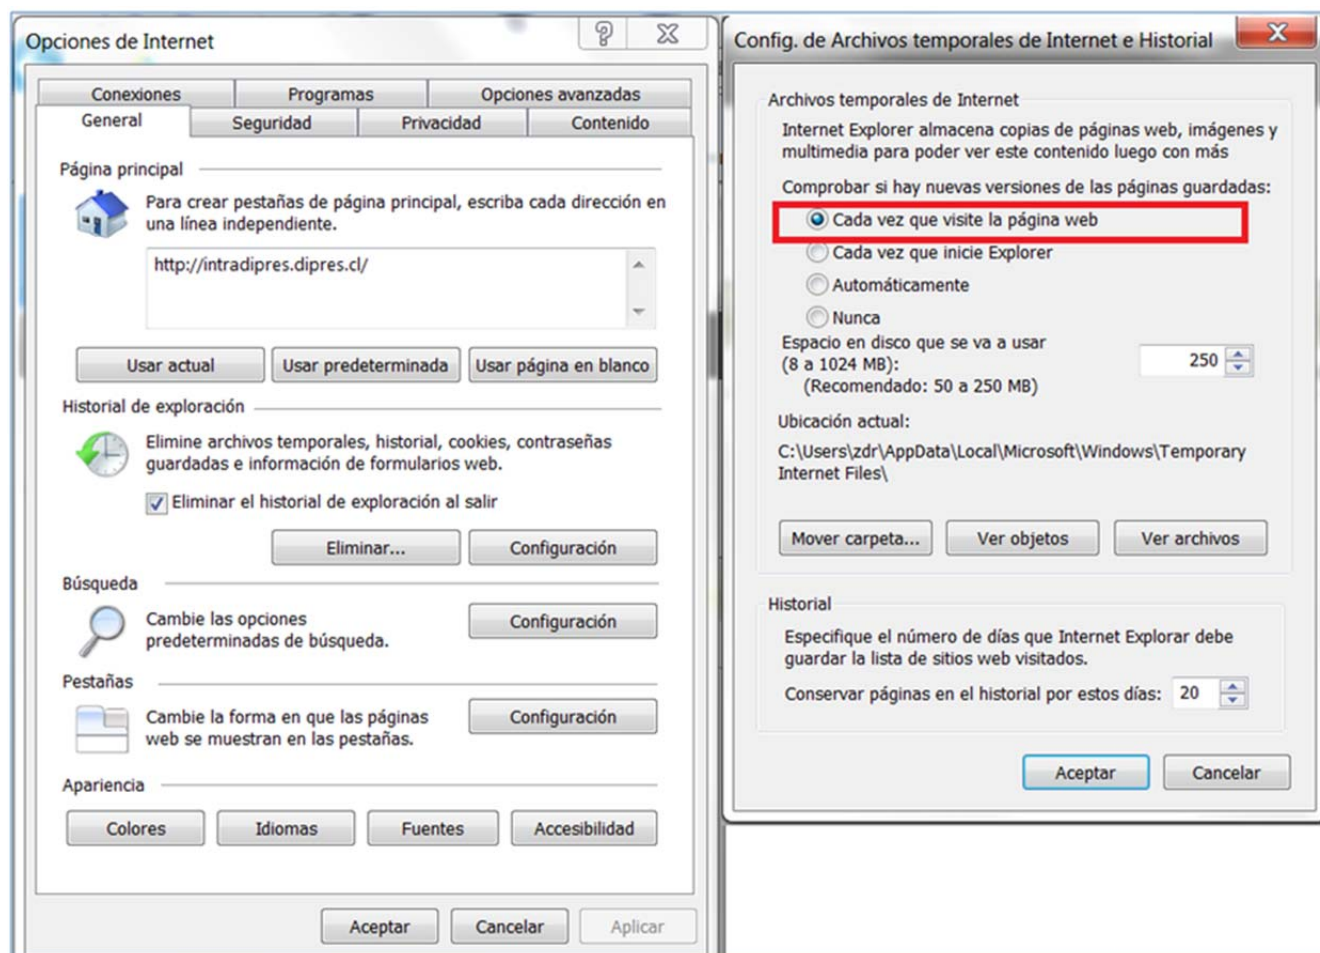 Opciones de Internet
Conexiones
Programas
Opciones avanzadas
General
Seguridad
Privacidad
Contenido
Página principal
Para crear pestañas de página principal, escriba cada dirección en
una línea independiente.
http://intradipres.dipres.cl/
Usar actual
Usar predeterminada
Usar página en blanco
Historial de exploración
Elimine archivos temporales, historial, cookies, contraseñas
guardadas e información de formularios web.
Eliminar el historial de exploración al salir
Eliminar...
Configuración
Búsqueda
Cambie las opciones
predeterminadas de búsqueda.
Configuración
Pestañas
Cambie la forma en que las páginas
web se muestran en las pestañas.
Configuración
Apariencia
Colores
Idiomas
Fuentes
Accesibilidad
Aceptar
Cancelar
Aplicar
Config. de Archivos temporales de Internet e Historial
Archivos temporales de Internet
Internet Explorer almacena copias de páginas web, imágenes y
multimedia para poder ver este contenido luego con más
Comprobar si hay nuevas versiones de las páginas guardadas:
Cada vez que visite la página web
Cada vez que inicie Explorer
Automáticamente
Nunca
Espacio en disco que se va a usar
(8 a 1024 MB):
250
(Recomendado: 50 a 250 MB)
Ubicación actual:
C:\Users\zdr\AppData\Local\Microsoft\Windows\Temporary
Internet Files\
Mover carpeta...
Ver objetos
Ver archivos
Historial
Especifique el número de días que Internet Explorar debe
guardar la lista de sitios web visitados.
Conservar páginas en el historial por estos días: 20
Aceptar
Cancelar